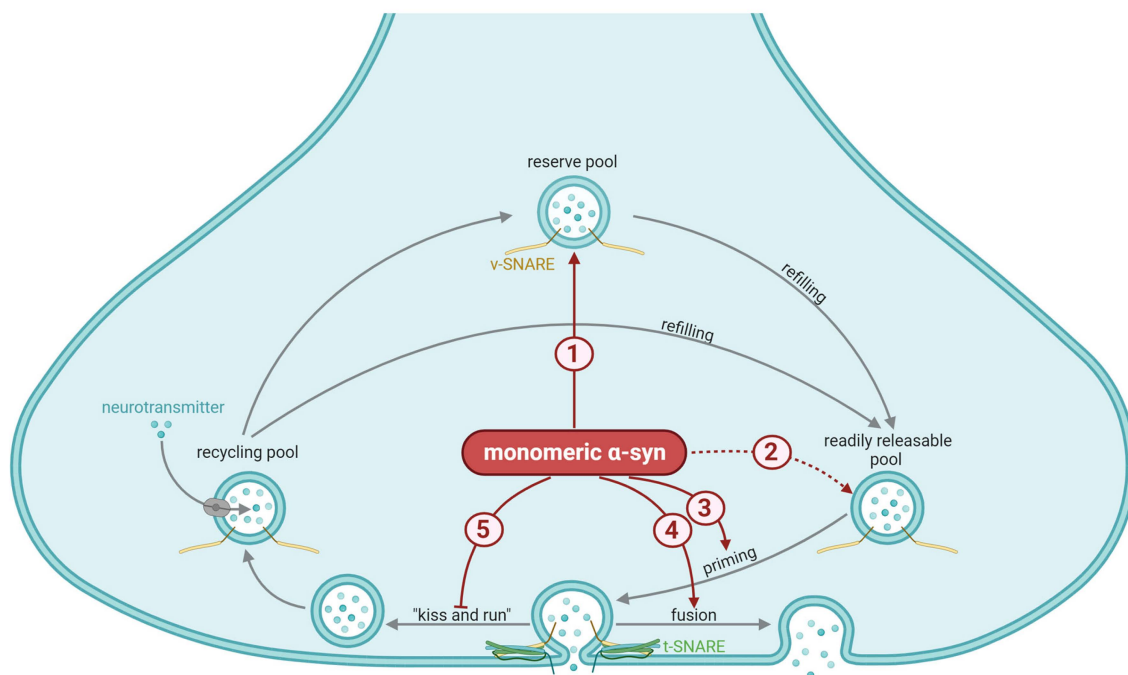 reserve pool
v-SNARE
refilling
refilling
1
neurotransmitter
recycling pool
monomeric α-syn
2
readily releasable
pool
5
4
3
priming
"kiss and run"
fusion
t-SNARE